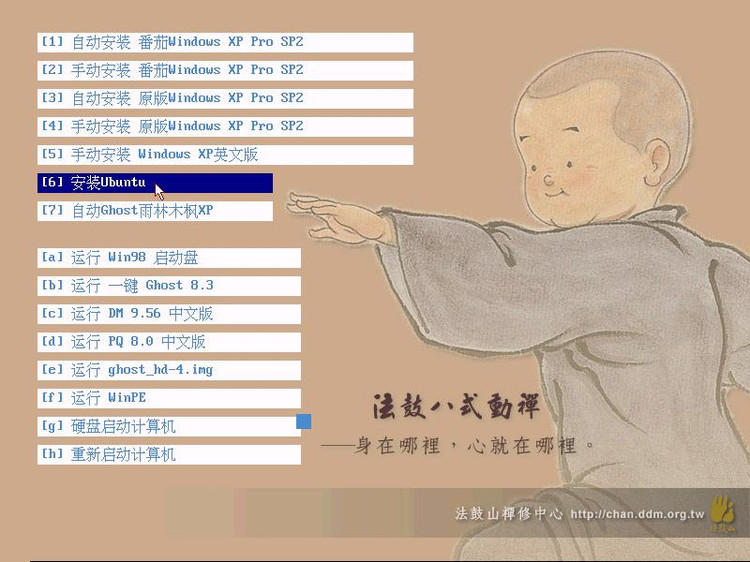 [1] 自动安装 番茄Windows XP Pro SP2
[2] 手动安装 番茄Windows XP Pro SP2
[3] 自动安装 原版Windows XP Pro SP2
[4] 手动安装 原版Windows XP Pro SP2
[5] 手动安装 Windows XP英文版
[6] 安装Ubuntu
[7] 自动Ghost雨林木枫XP
[a] 运行 Win98 启动盘
[b] 运行 一键 Ghost 8.3
[c] 运行 DM 9.56 中文版
[d] 运行 PQ 8.0 中文版
[e] 运行 ghost_hd-4.img
[f] 运行 WinPE
[g] 硬盘启动计算机
[h] 重新启动计算机
法鼓八式動禪
——身在哪裡，心就在哪裡。
法鼓山禪修中心 http://chan.ddm.org.tw